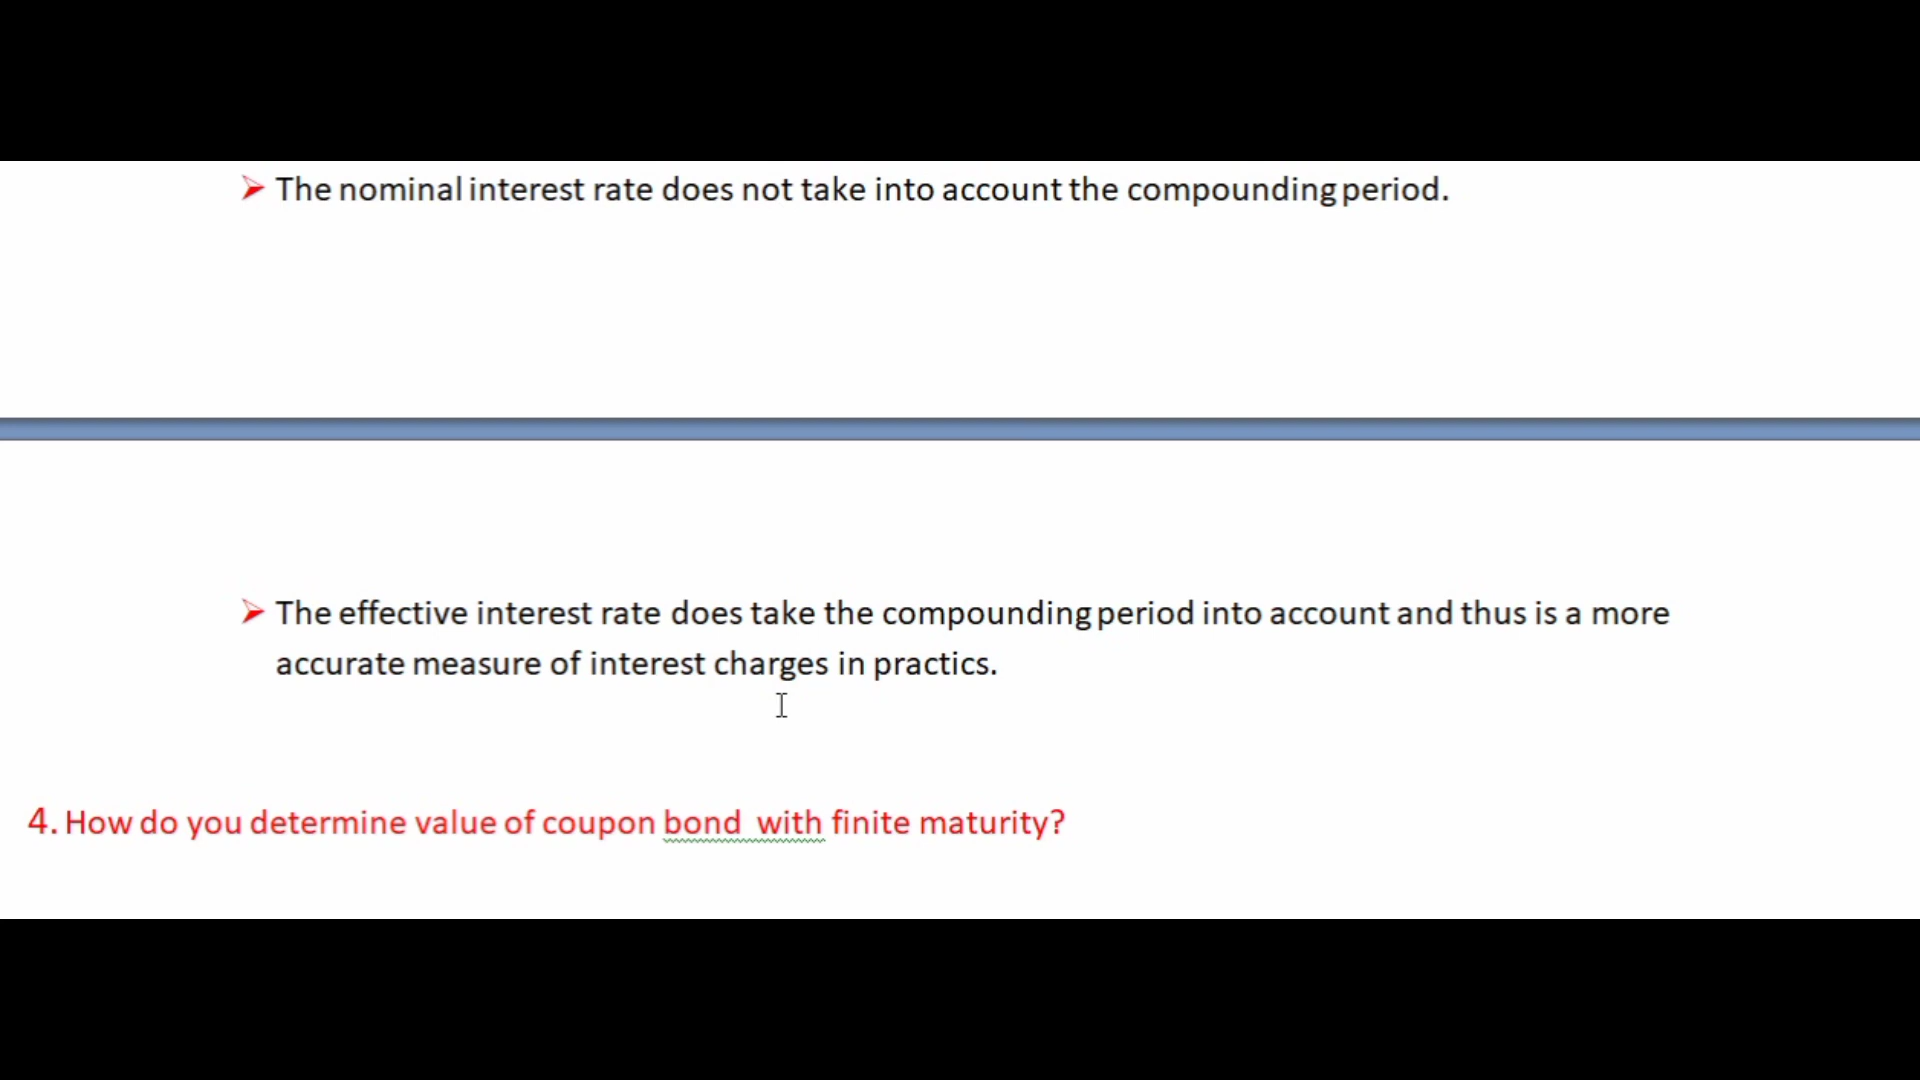 ➢ The nominal interest rate does not take into account the compounding period.
➢ The effective interest rate does take the compounding period into account and thus is a more
accurate measure of interest charges in practics.
4. How do you determine value of coupon bond with finite maturity?